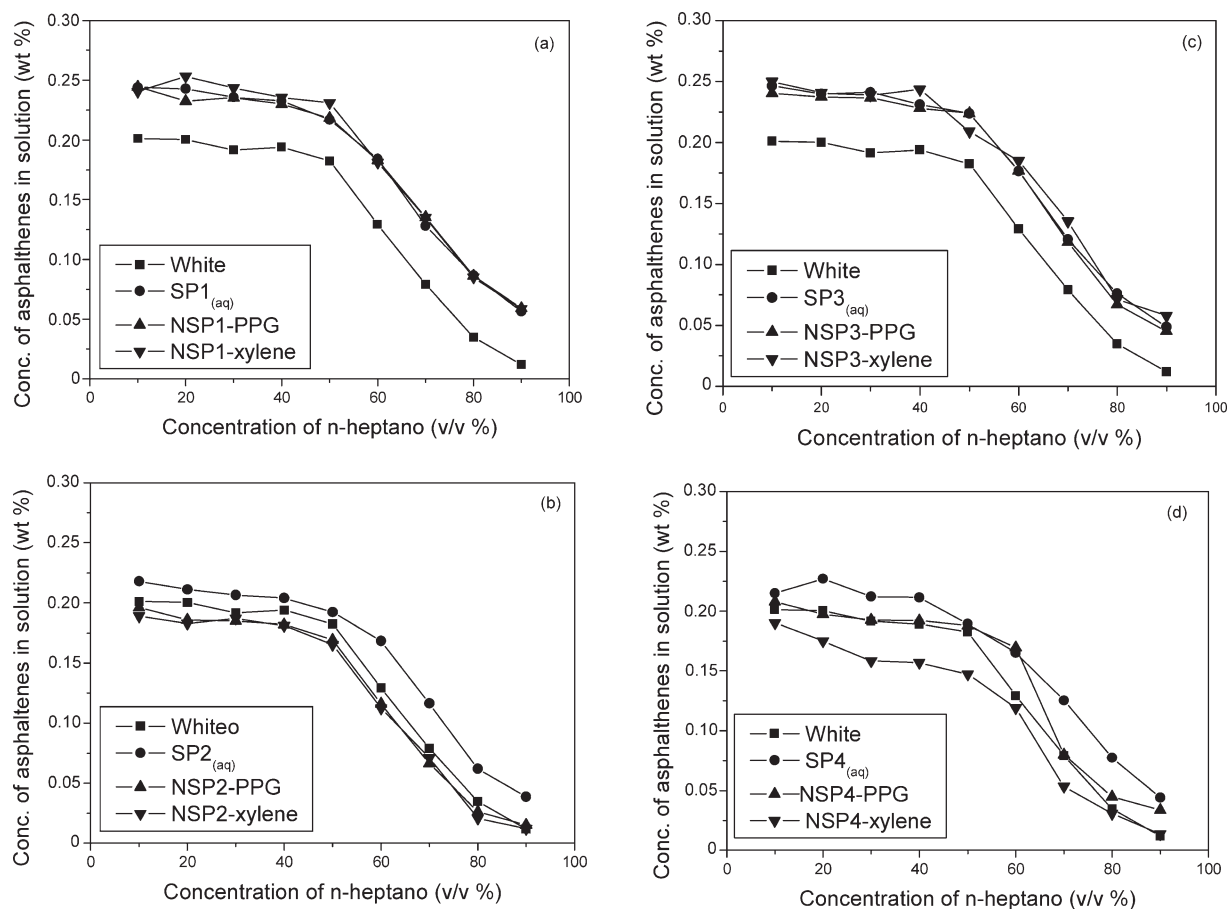 (a)
Conc. of asphalthenes in solution (wt %)
0.30
0.25
0.20
0.15
0.10
0.05
0
White
SP1(aq)
NSP1-PPG
NSP1-xylene
0 20 40 60 80 100
Concentration of n-heptano (v/v %)
(c)
Conc. of asphalthenes in solution (wt %)
0.30
0.25
0.20
0.15
0.10
0.05
0
White
SP3(aq)
NSP3-PPG
NSP3-xylene
0 20 40 60 80 100
Concentration of n-heptano (v/v %)
(b)
Conc. of asphaltenes in solution (wt %)
0.30
0.25
0.20
0.15
0.10
0.05
0
Whiteo
SP2(aq)
NSP2-PPG
NSP2-xylene
0 20 40 60 80 100
Concentration of n-heptano (v/v %)
(d)
Conc. of asphalthenes in solution (wt %)
0.30
0.25
0.20
0.15
0.10
0.05
0
White
SP4(aq)
NSP4-PPG
NSP4-xylene
0 20 40 60 80 100
Concentration of n-heptano (v/v %)